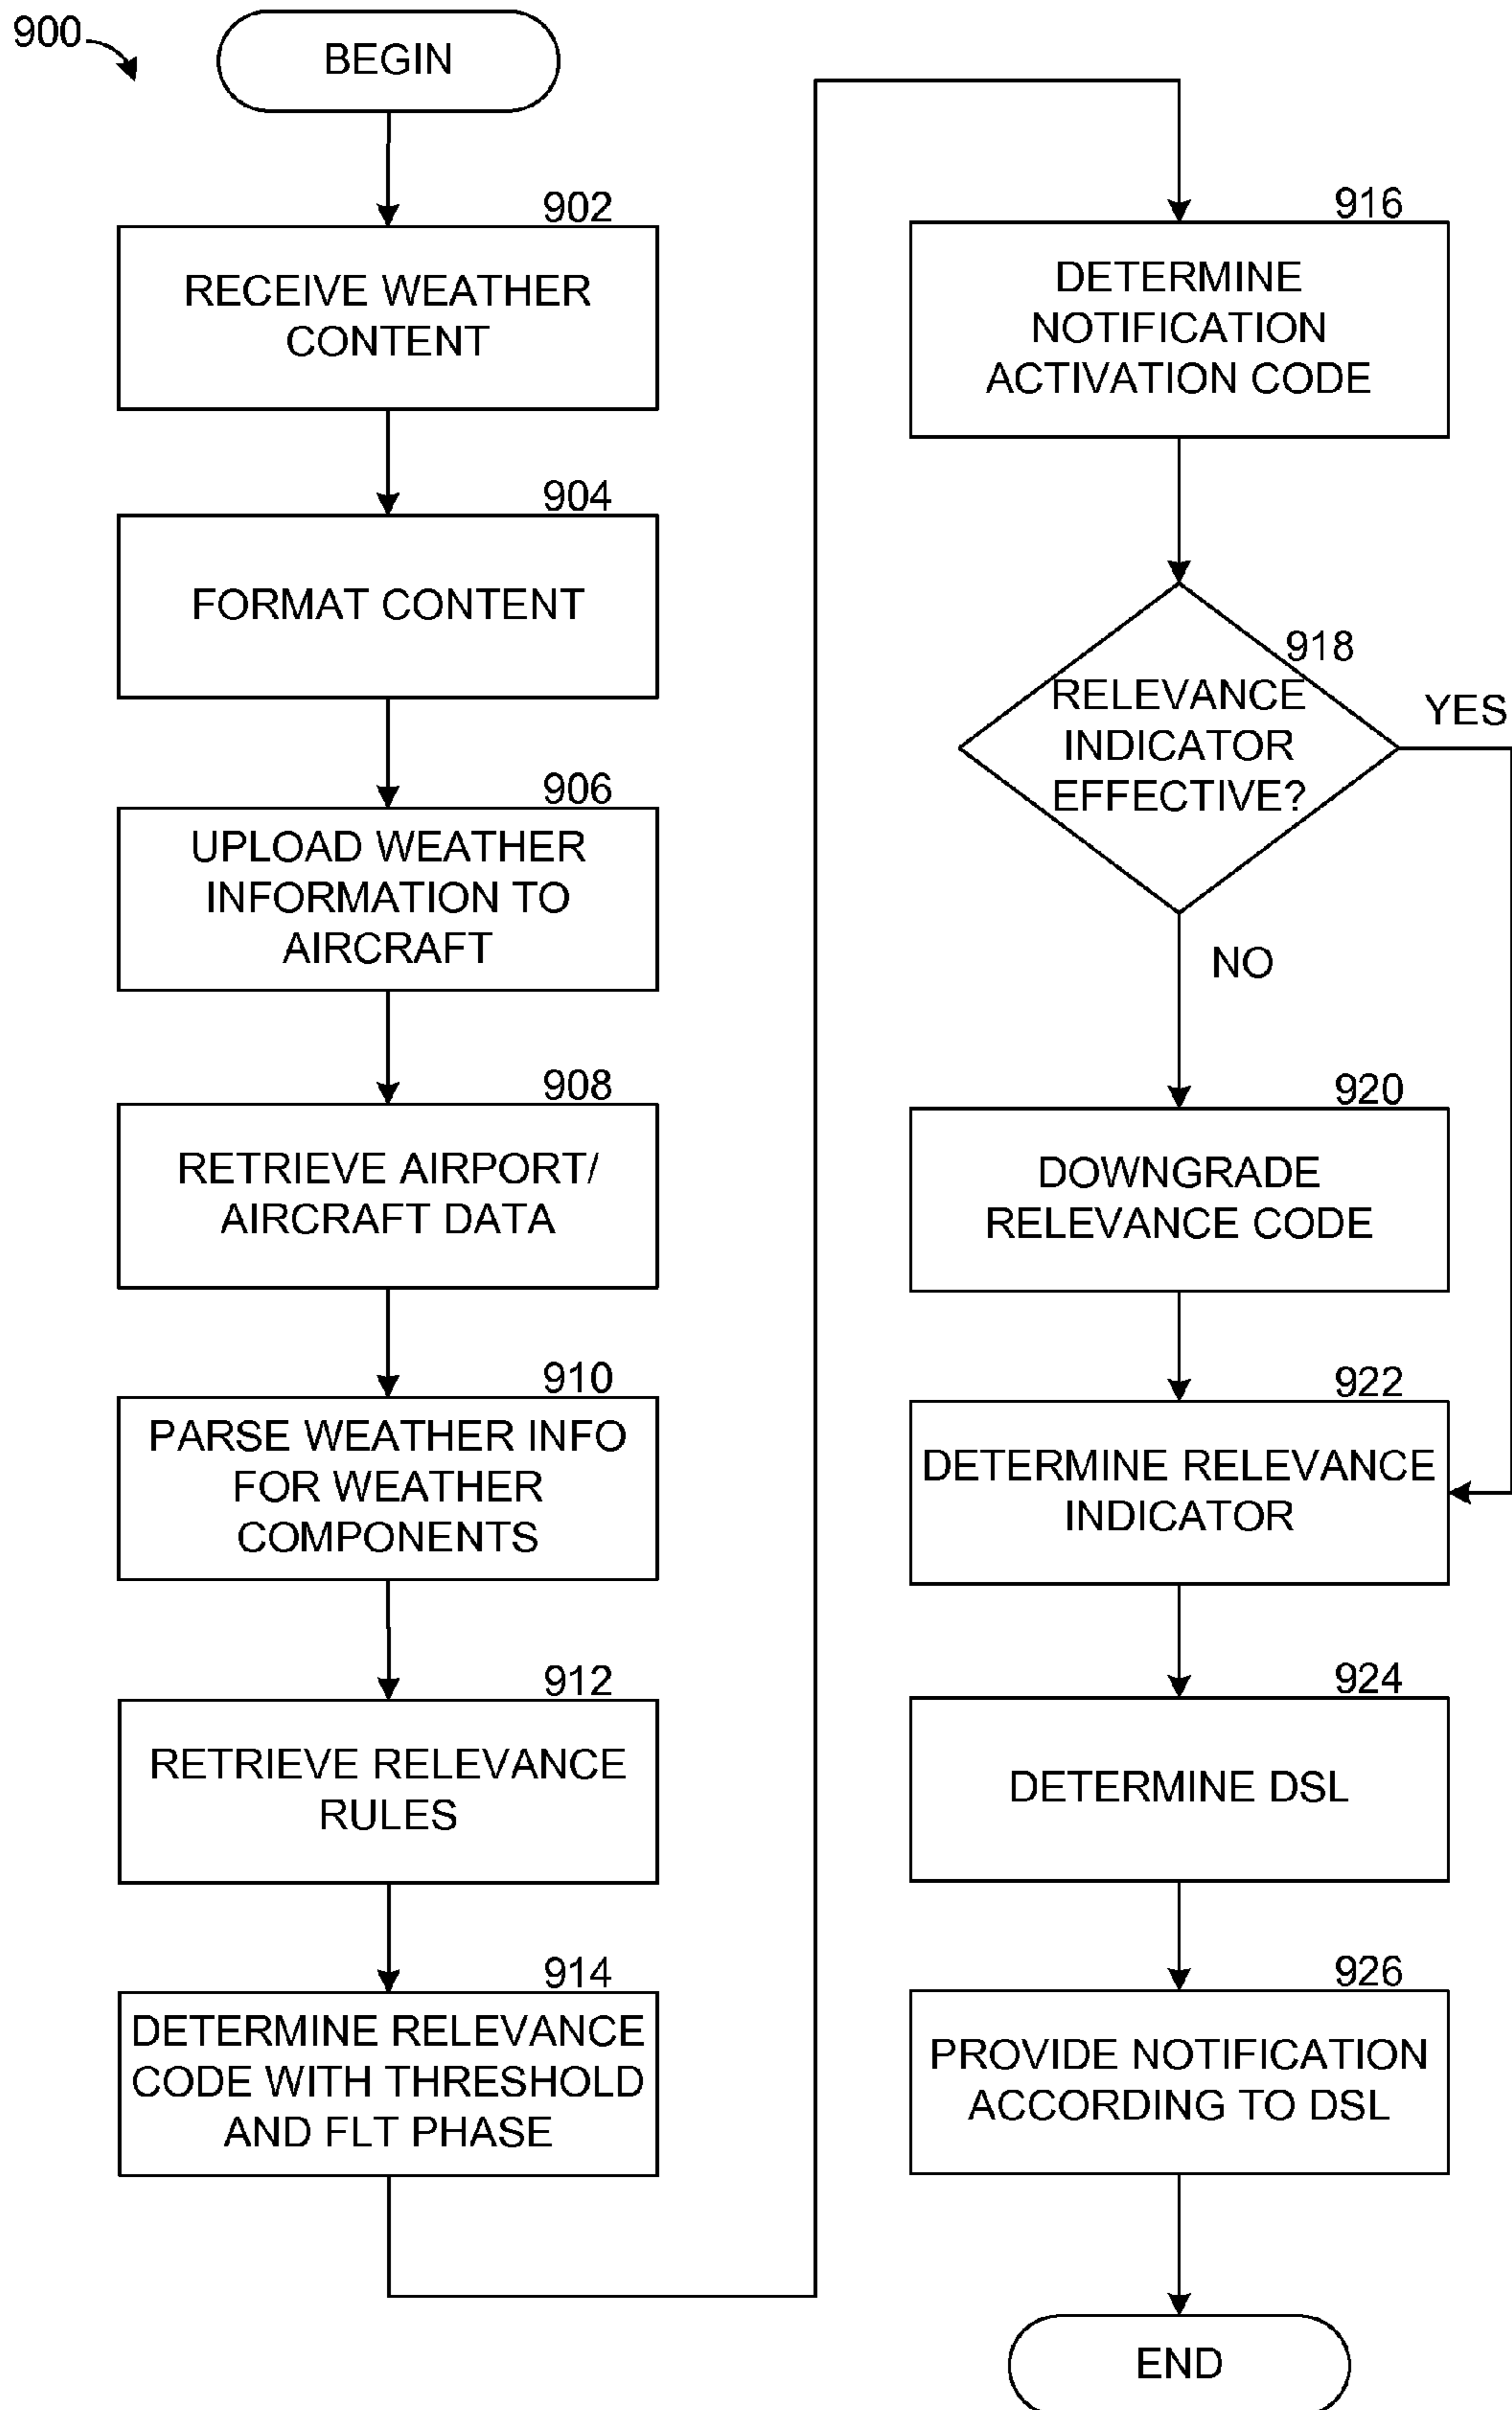 900
BEGIN
902
RECEIVE WEATHER
CONTENT
904
FORMAT CONTENT
906
UPLOAD WEATHER
INFORMATION TO
AIRCRAFT
908
RETRIEVE AIRPORT/
AIRCRAFT DATA
910
PARSE WEATHER INFO
FOR WEATHER
COMPONENTS
912
RETRIEVE RELEVANCE
RULES
914
DETERMINE RELEVANCE
CODE WITH THRESHOLD
AND FLT PHASE
916
DETERMINE
NOTIFICATION
ACTIVATION CODE
918
RELEVANCE
INDICATOR
EFFECTIVE?
YES
NO
920
DOWNGRADE
RELEVANCE CODE
922
DETERMINE RELEVANCE
INDICATOR
924
DETERMINE DSL
926
PROVIDE NOTIFICATION
ACCORDING TO DSL
END